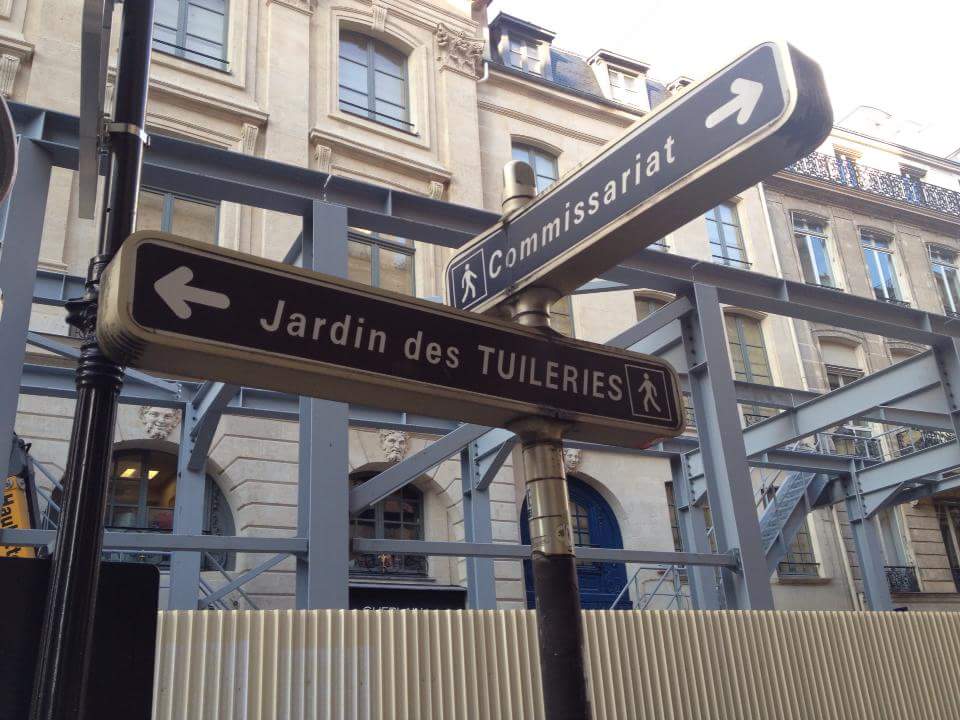 Commissariat
Jardin des TUILERIES